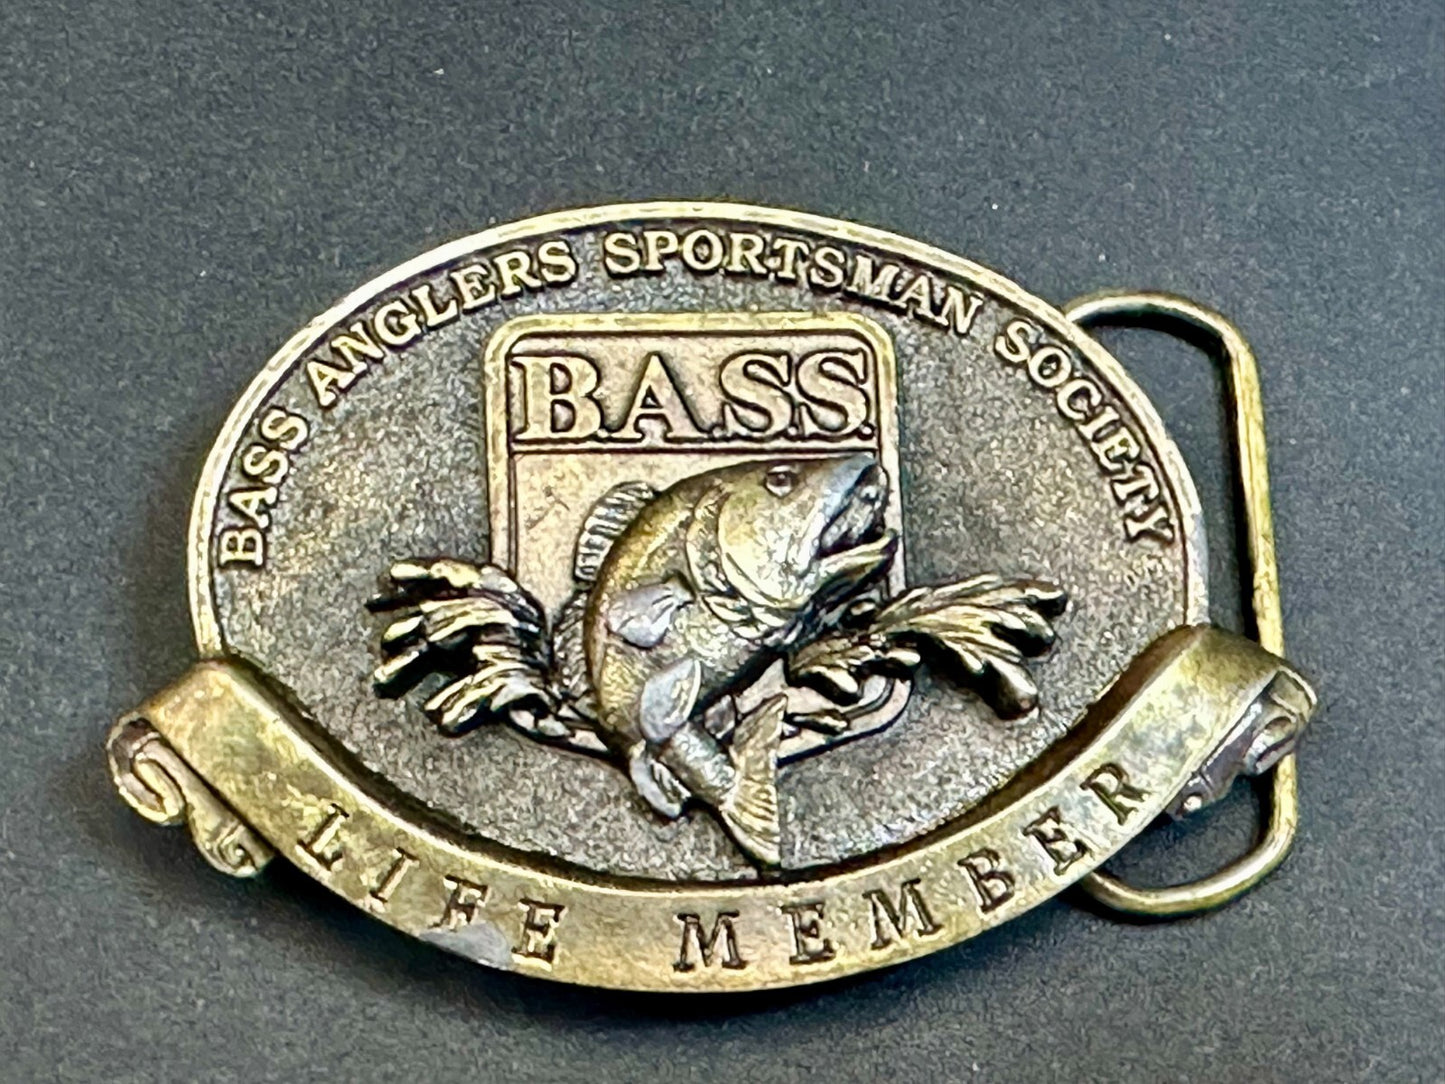 BASS ANGLERS SPORTSMAN SOCIETY
B.A.S.S.
LIFE MEMBER